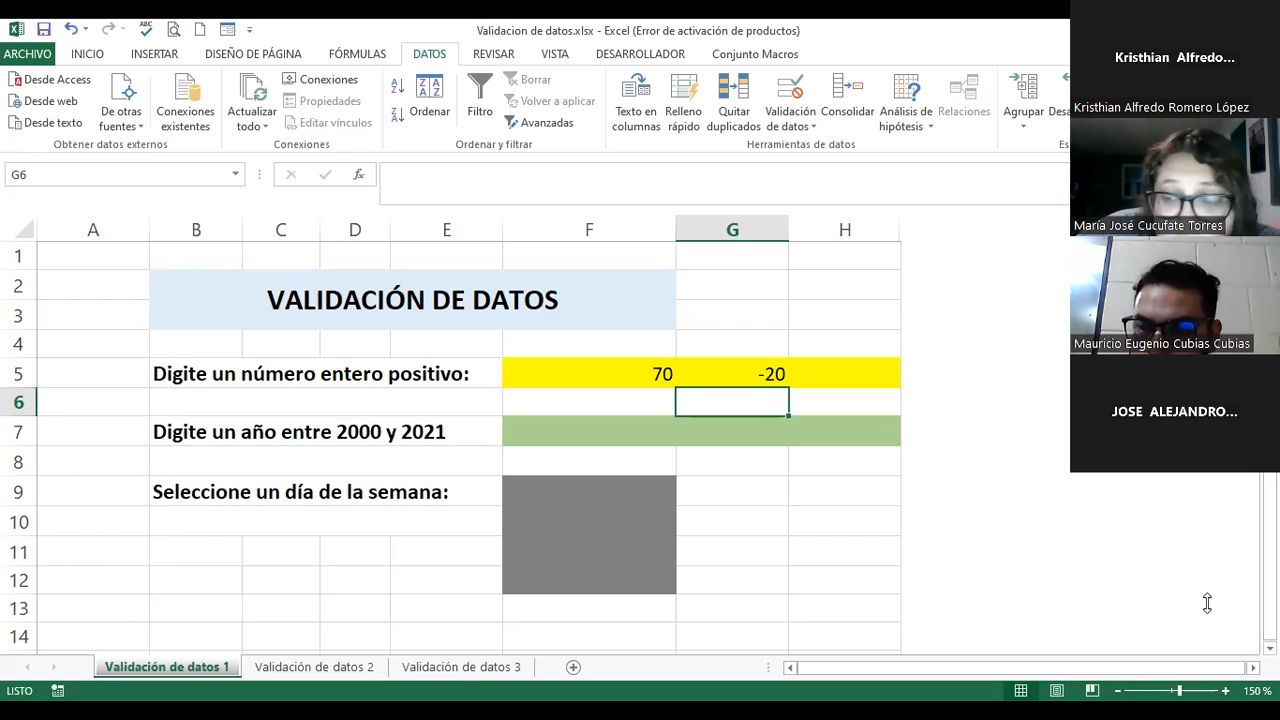 Validacion de datos.xlsx - Excel (Error de activación de productos)
ARCHIVO INICIO INSERTAR DISEÑO DE PÁGINA FÓRMULAS DATOS REVISAR VISTA DESARROLLADOR Conjunto Macros
ABC
Desde Access
Desde web
Desde texto
De otras
fuentes
Conexiones
existentes
Obtener datos externos
Actualizar
todo
Conexiones
Propiedades
Editar vínculos
Conexiones
A
Z
Z
A
Z A
A Z
Ordenar
Filtro
Borrar
Volver a aplicar
Avanzadas
Ordenar y filtrar
Texto en
columnas
Relleno
rápido
Quitar
duplicados
Validación
de datos
Consolidar
Análisis de
hipótesis
Relaciones
Herramientas de datos
Agrupar
Des
Es
G6
fx
A B C D E F G H
1
2
3
VALIDACIÓN DE DATOS
4
5 Digite un número entero positivo: 70 -20
6
7 Digite un año entre 2000 y 2021
8
9 Seleccione un día de la semana:
10
11
12
13
14
Validación de datos 1 Validación de datos 2 Validación de datos 3
LISTO
150 %
Kristhian Alfredo...
Kristhian Alfredo Romero López
María José Cucufate Torres
Mauricio Eugenio Cubias Cubias
JOSE ALEJANDRO...